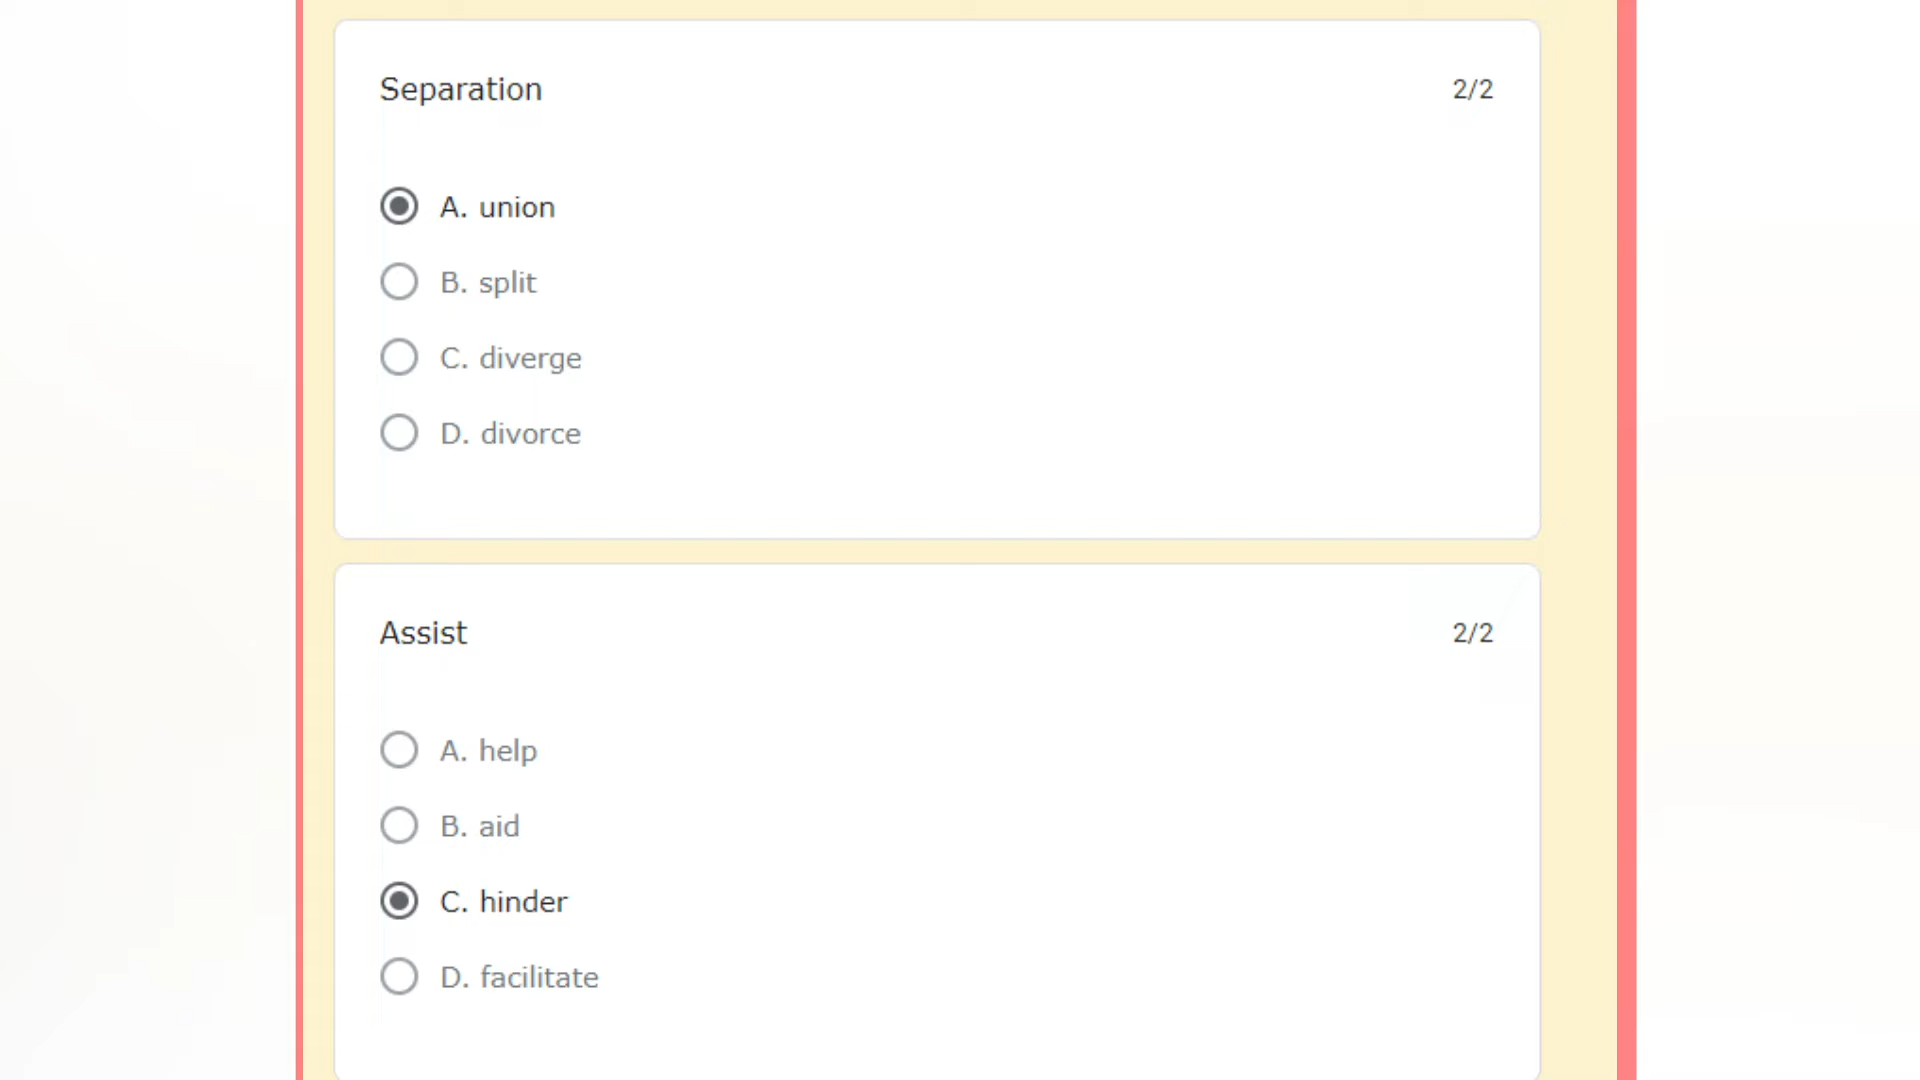 Separation 2/2
A. union
B. split
C. diverge
D. divorce
Assist 2/2
A. help
B. aid
C. hinder
D. facilitate